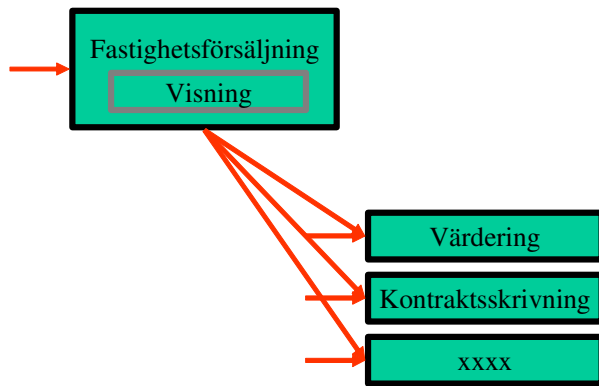 Fastighetsförsäljning
Visning
Värdering
Kontraktsskrivning
xxxx